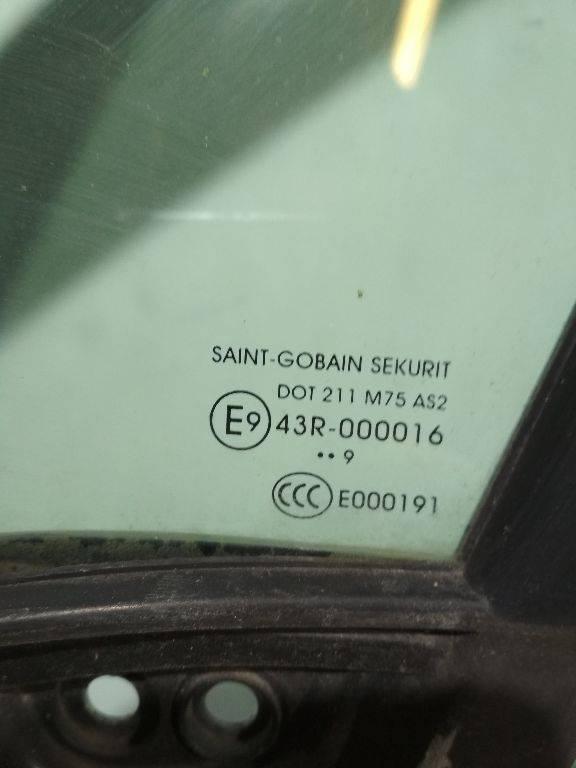 SAINT-GOBAIN SEKURIT
DOT 211 M75 AS2
E9 43R-000016
•• 9
CCC E000191